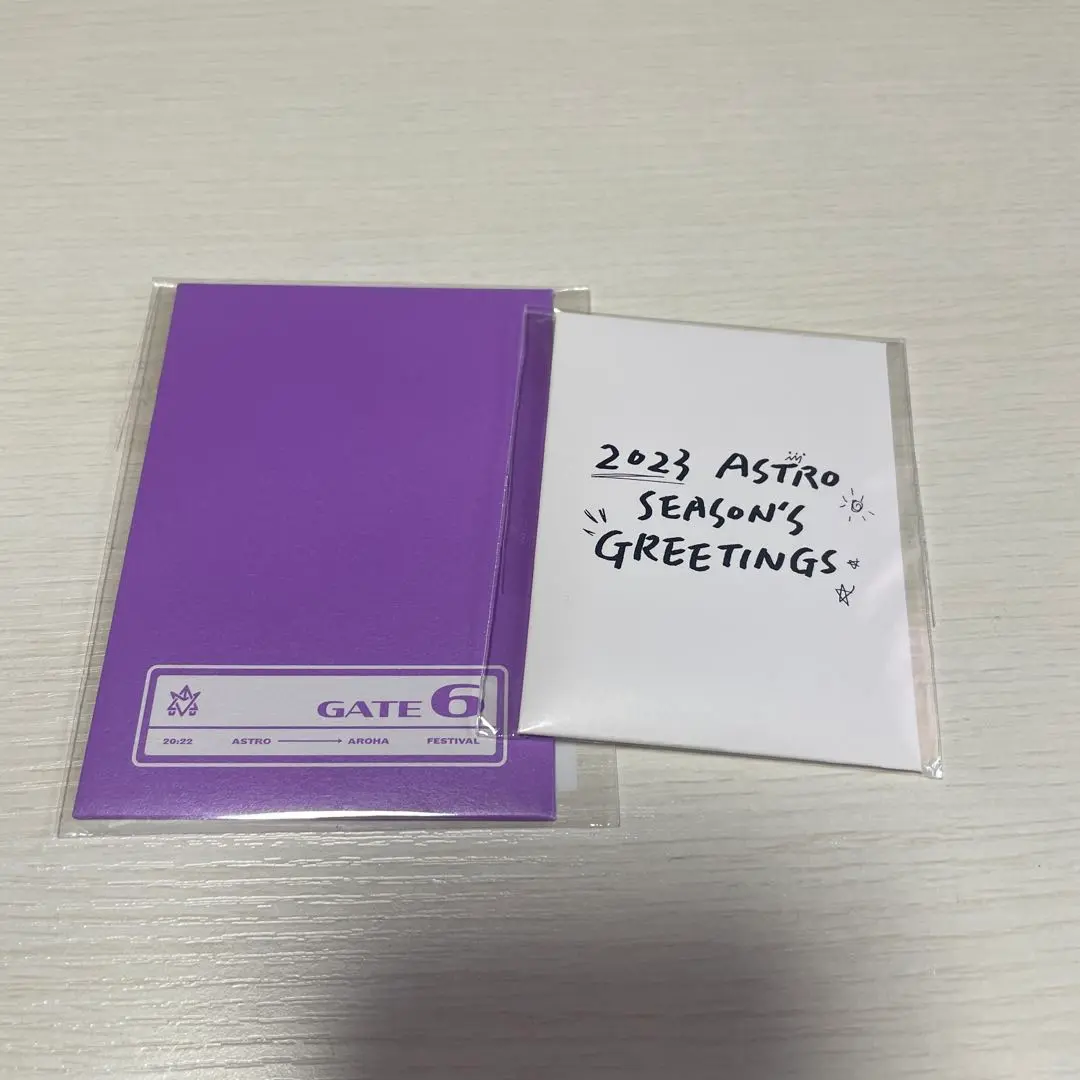 GATE 6
20:22 ASTRO → AROHA FESTIVAL
2023 ASTRO
SEASON'S
GREETINGS